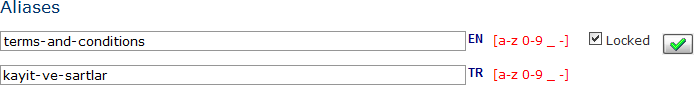 Aliases
terms-and-conditions EN [a-z 0-9 _ -] Locked
kayit-ve-sartlar TR [a-z 0-9 _ -]